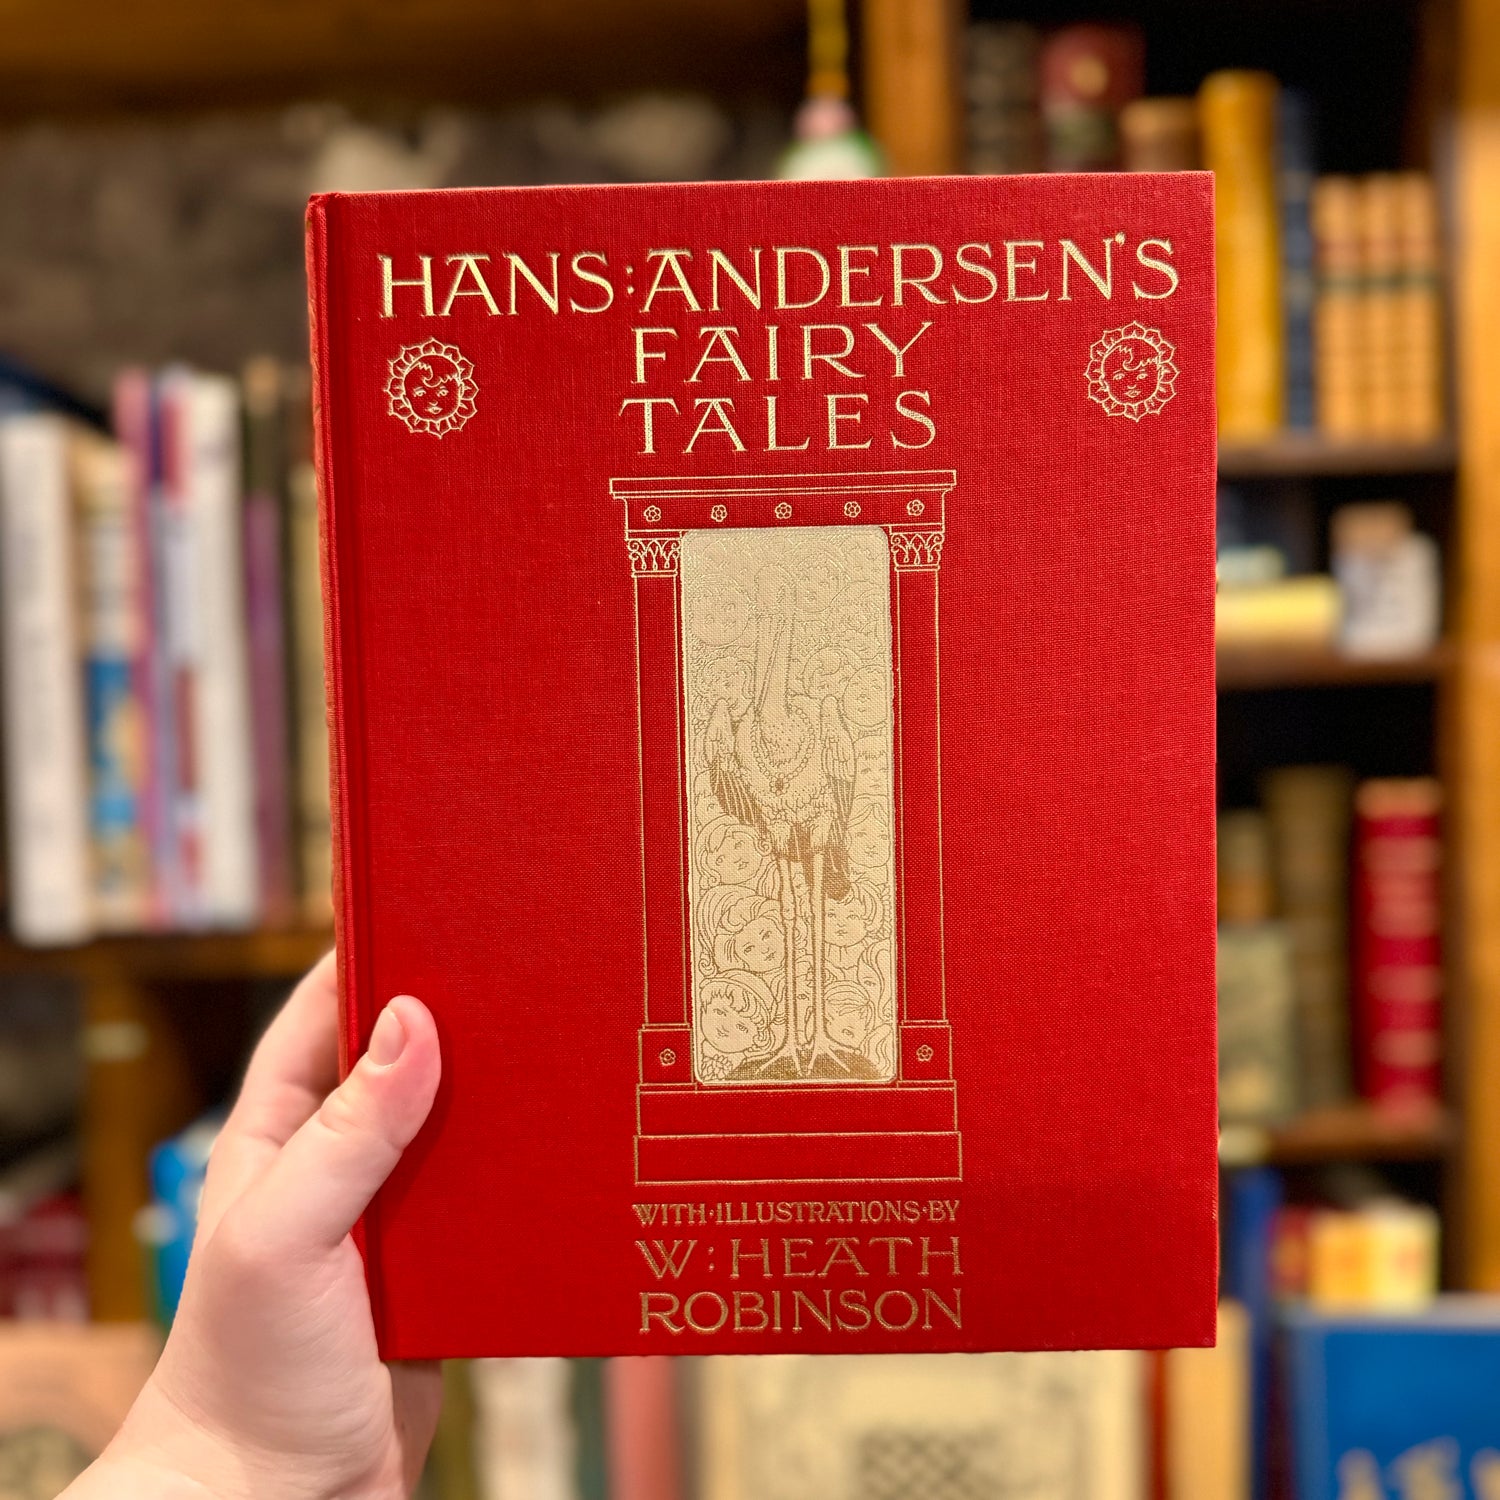 HANS:ANDERSEN'S
FAIRY
TALES
WITH·ILLUSTRATIONS·BY
W:HEATH
ROBINSON